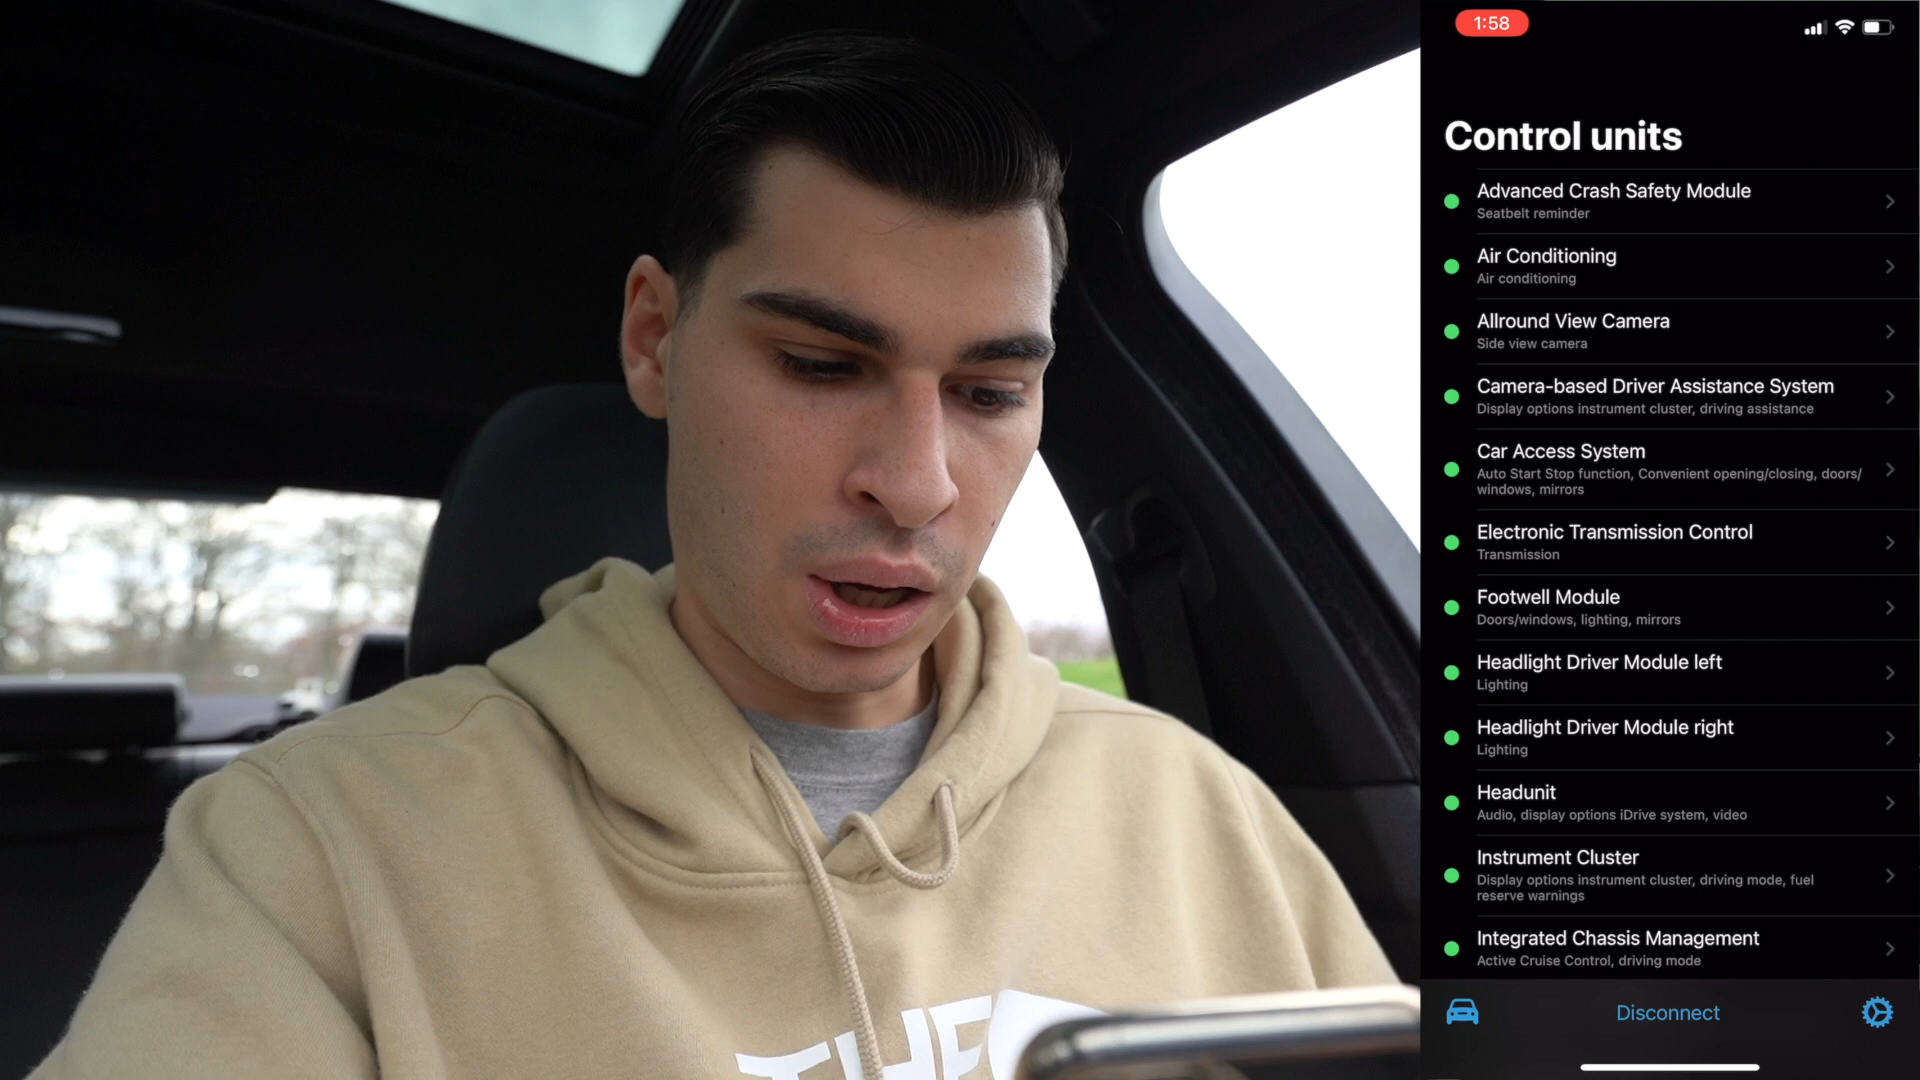 1:58
Control units
Advanced Crash Safety Module
Seatbelt reminder
Air Conditioning
Air conditioning
Allround View Camera
Side view camera
Camera-based Driver Assistance System
Display options instrument cluster, driving assistance
Car Access System
Auto Start Stop function, Convenient opening/closing, doors/
windows, mirrors
Electronic Transmission Control
Transmission
Footwell Module
Doors/windows, lighting, mirrors
Headlight Driver Module left
Lighting
Headlight Driver Module right
Lighting
Headunit
Audio, display options iDrive system, video
Instrument Cluster
Display options instrument cluster, driving mode, fuel
reserve warnings
Integrated Chassis Management
Active Cruise Control, driving mode
Disconnect
THE